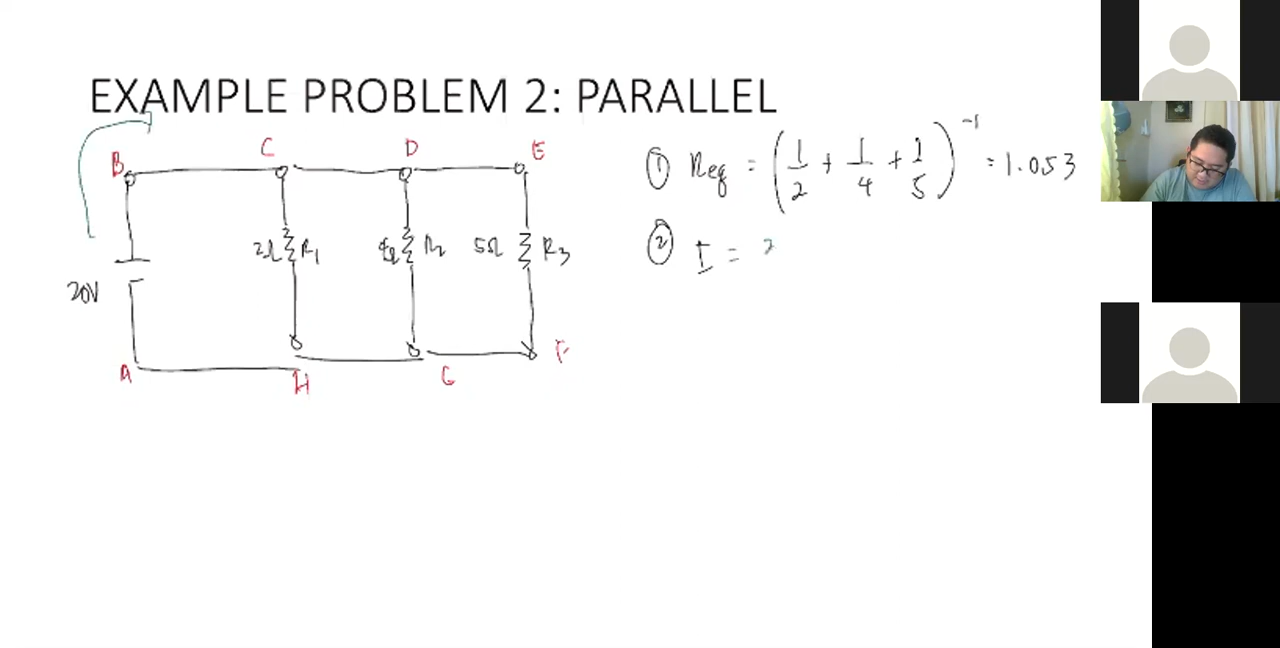 EXAMPLE PROBLEM 2: PARALLEL
B C D E
① Req = (1/2 + 1/4 + 1/5)^-1 = 1.053
② I = 2
20V 2Ω R1 4Ω R2 5Ω R3
A H G F